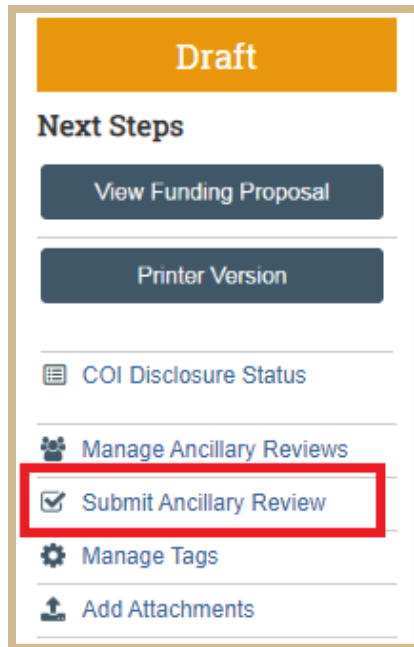 Draft
Next Steps
View Funding Proposal
Printer Version
COI Disclosure Status
Manage Ancillary Reviews
Submit Ancillary Review
Manage Tags
Add Attachments